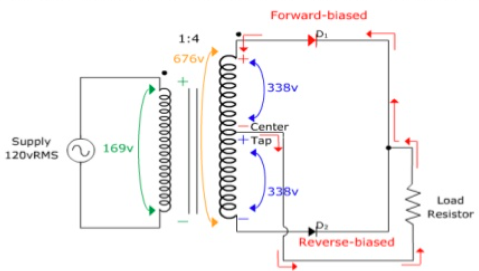 Forward-biased
1:4
D₁
676v
+
+
338v
Supply
120vRMS
169v
− Center
+ Tap
338v
Load
Resistor
−
−
D₂
Reverse-biased